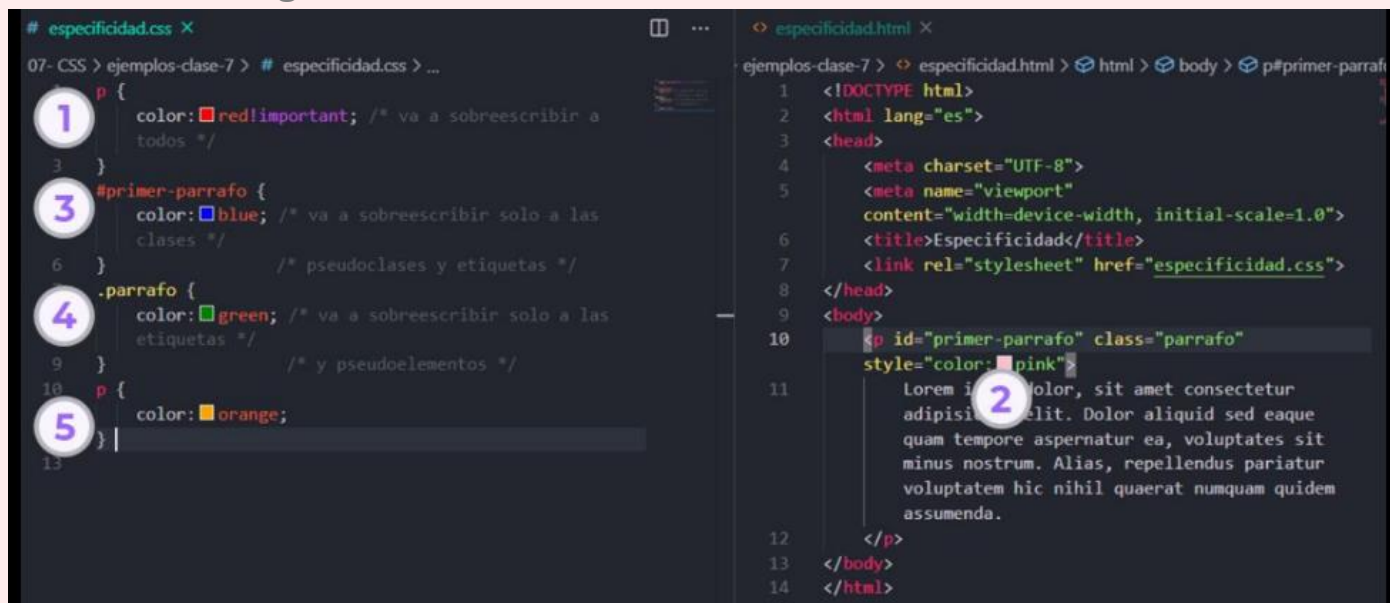 # especificidad.css ×
07- CSS > ejemplos-clase-7 > # especificidad.css > ...
p {
1
color: red!important; /* va a sobreescribir a
todos */
3 }
#primer-parrafo {
3
color: blue; /* va a sobreescribir solo a las
clases */
6 } /* pseudoclases y etiquetas */
.parrafo {
4
color: green; /* va a sobreescribir solo a las
etiquetas */
9 } /* y pseudoelementos */
10 p {
color: orange;
5
}
13
<> especificidad.html ×
ejemplos-clase-7 > <> especificidad.html > html > body > p#primer-parraf
1 <!DOCTYPE html>
2 <html lang="es">
3 <head>
4 <meta charset="UTF-8">
5 <meta name="viewport"
content="width=device-width, initial-scale=1.0">
6 <title>Especificidad</title>
7 <link rel="stylesheet" href="especificidad.css">
8 </head>
9 <body>
10 <p id="primer-parrafo" class="parrafo"
style="color: pink">
11 Lorem dolor, sit amet consectetur
2
elit. Dolor aliquid sed eaque
quam tempore aspernatur ea, voluptates sit
minus nostrum. Alias, repellendus pariatur
voluptatem hic nihil quaerat numquam quidem
assumenda.
12 </p>
13 </body>
14 </html>